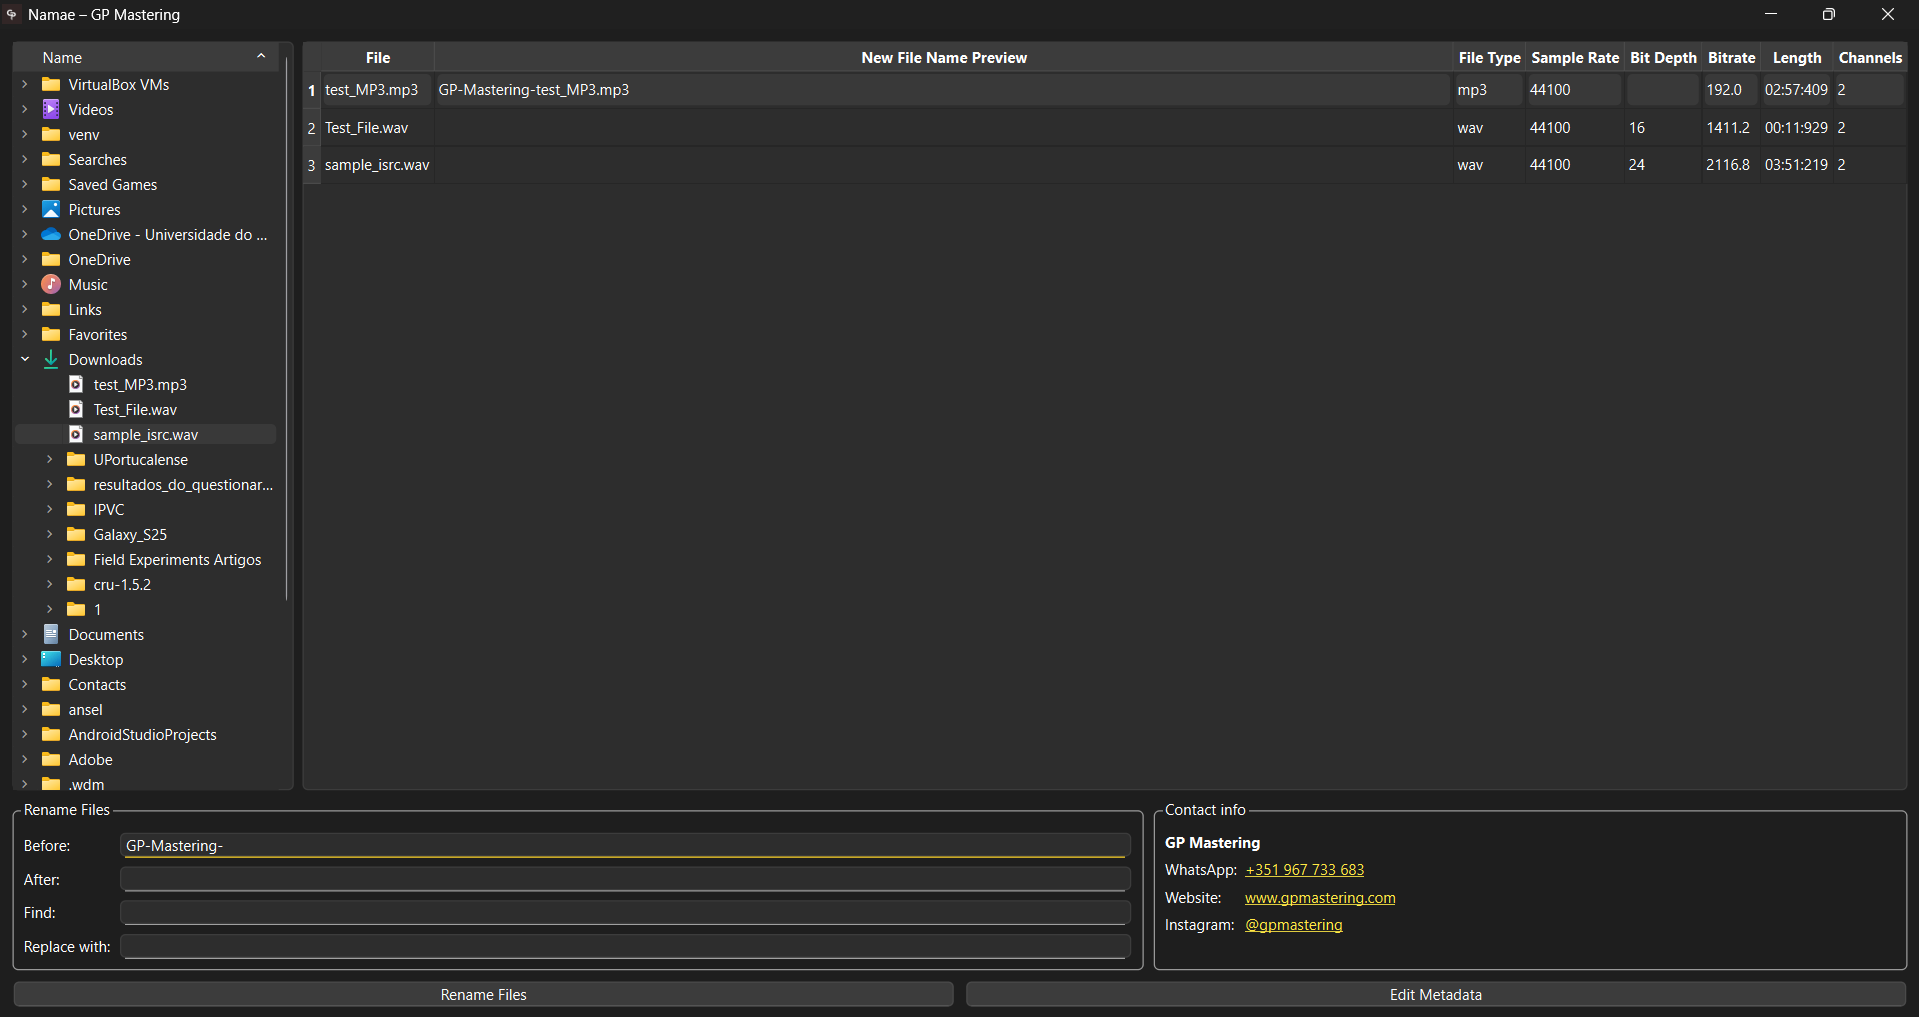 Namae – GP Mastering
Name
VirtualBox VMs
Videos
venv
Searches
Saved Games
Pictures
OneDrive - Universidade do ...
OneDrive
Music
Links
Favorites
Downloads
test_MP3.mp3
Test_File.wav
sample_isrc.wav
UPortucalense
resultados_do_questionar...
IPVC
Galaxy_S25
Field Experiments Artigos
cru-1.5.2
1
Documents
Desktop
Contacts
ansel
AndroidStudioProjects
Adobe
.wdm
File New File Name Preview File Type Sample Rate Bit Depth Bitrate Length Channels
1 test_MP3.mp3 GP-Mastering-test_MP3.mp3 mp3 44100 192.0 02:57:409 2
2 Test_File.wav wav 44100 16 1411.2 00:11:929 2
3 sample_isrc.wav wav 44100 24 2116.8 03:51:219 2
Rename Files
Before: GP-Mastering-
After:
Find:
Replace with:
Contact info
GP Mastering
WhatsApp: +351 967 733 683
Website: www.gpmastering.com
Instagram: @gpmastering
Rename Files
Edit Metadata